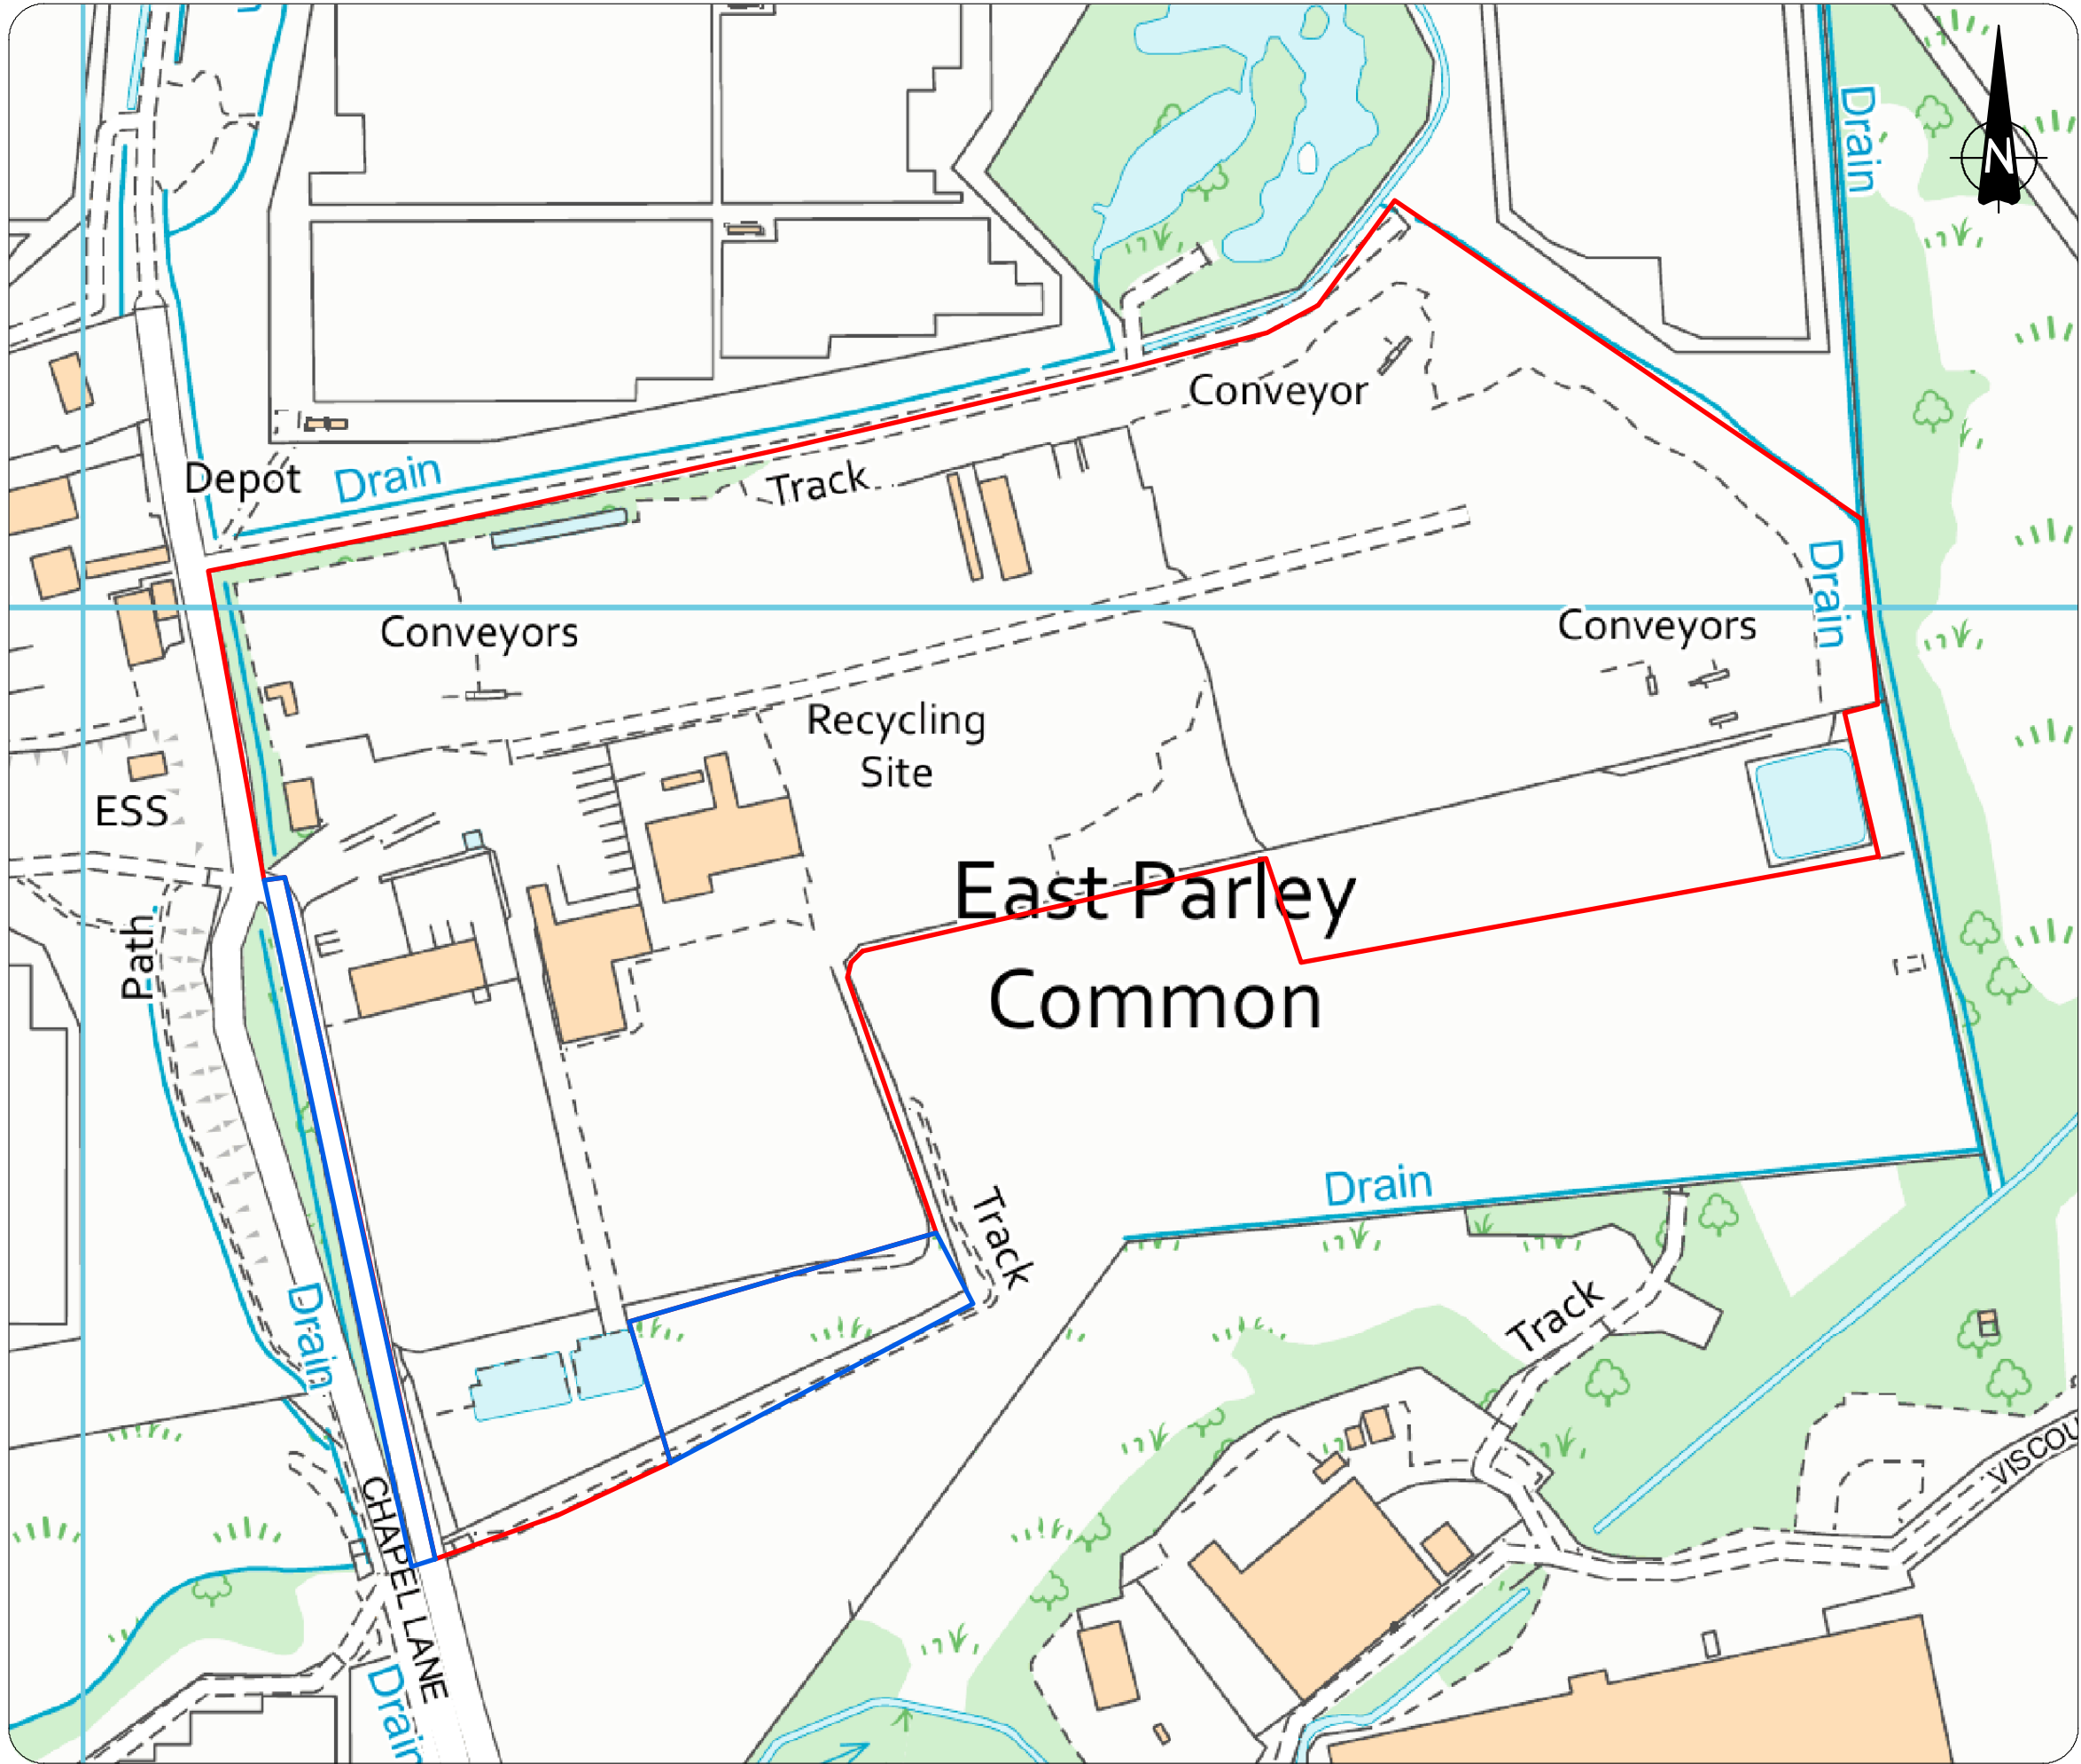 Drain
N
Conveyor
Depot
Drain
Track
Drain
Conveyors
Conveyors
Recycling
Site
ESS
East Parley
Common
Path
Drain
Track
Drain
Track
VISCOU
CHAPEL LANE
Drain